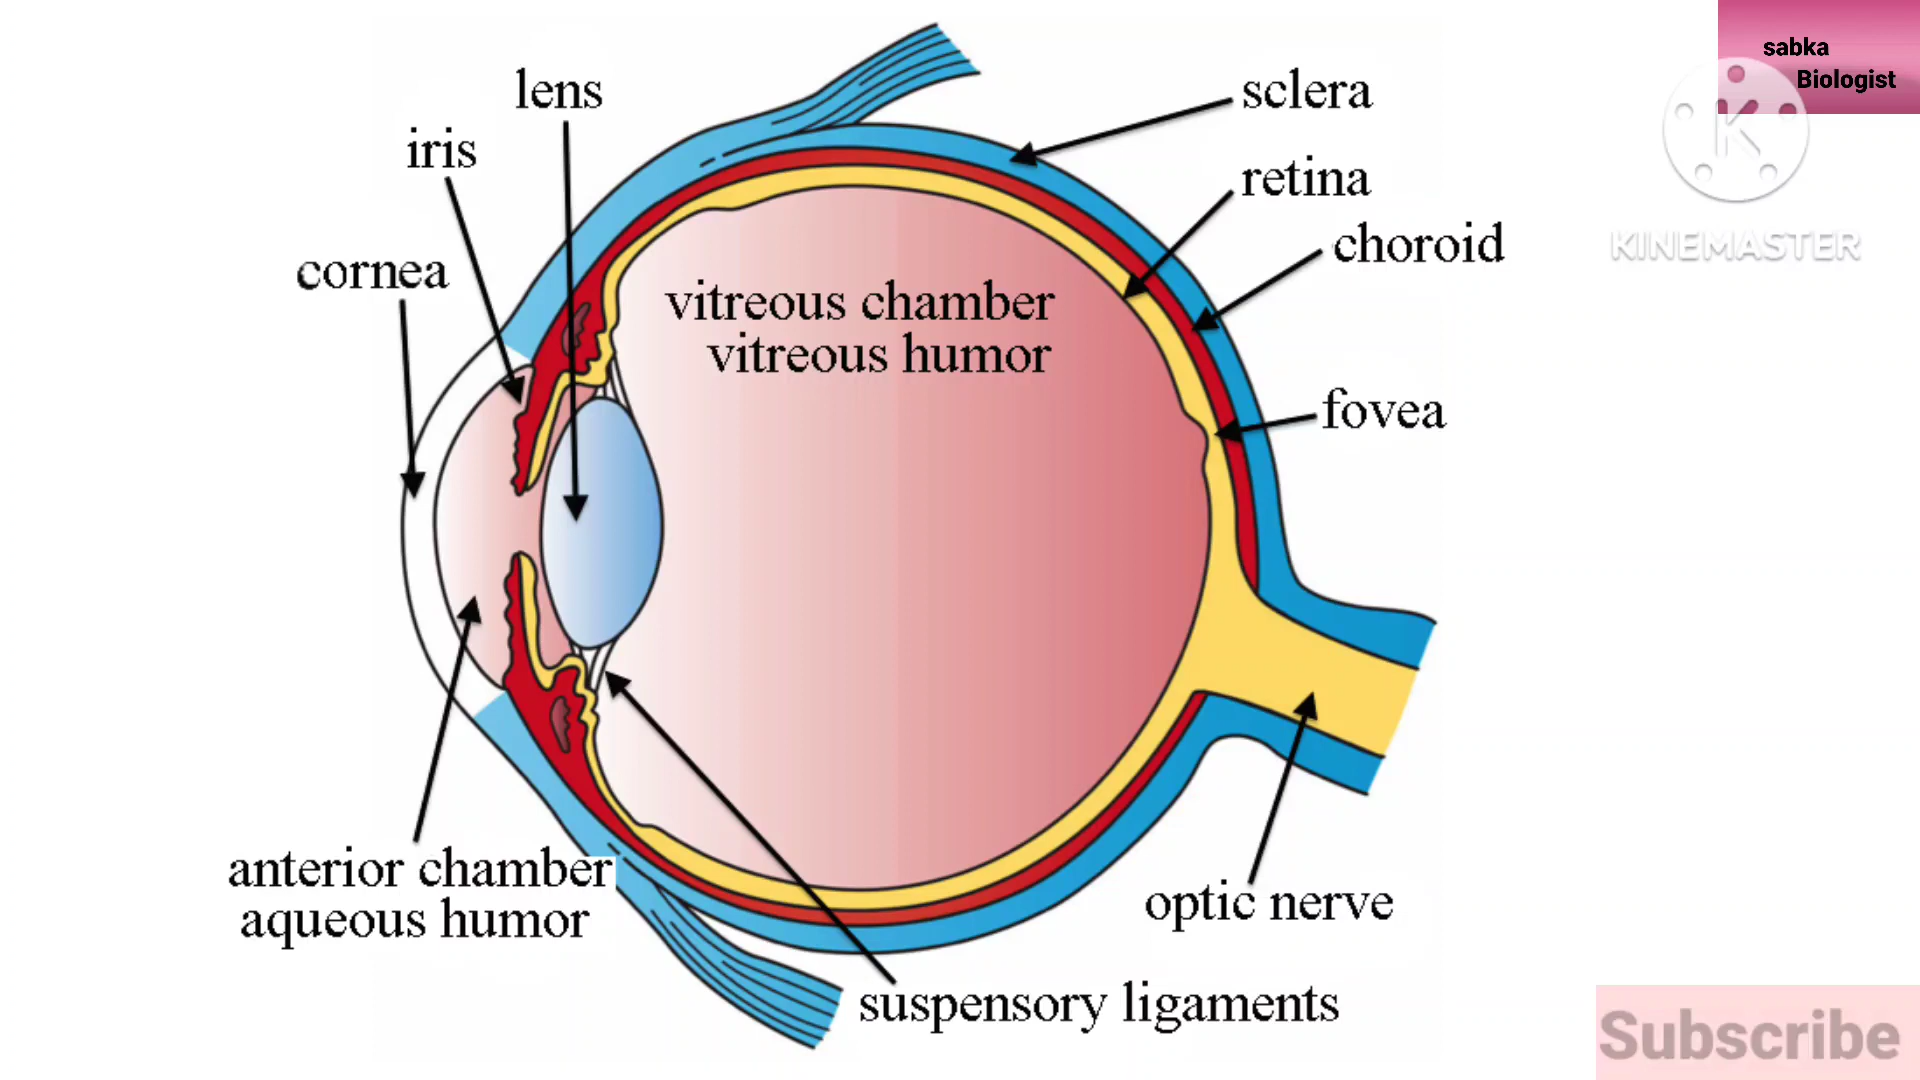 sabka
Biologist
KINEMASTER
lens
sclera
iris
retina
choroid
cornea
vitreous chamber
vitreous humor
fovea
anterior chamber
aqueous humor
optic nerve
suspensory ligaments
Subscribe